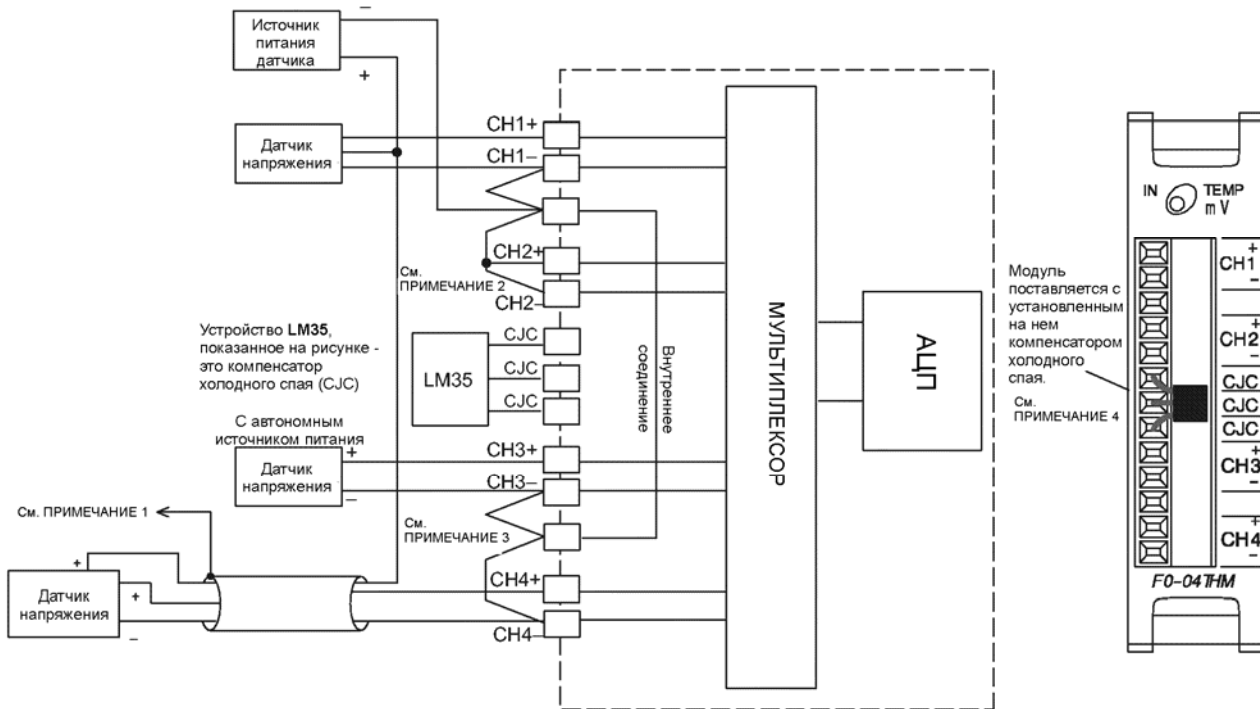 Источник
питания
датчика
–
+
Датчик
напряжения
CH1+
CH1–
CH2+
CH2–
См.
ПРИМЕЧАНИЕ 2
Устройство LM35,
показанное на рисунке -
это компенсатор
холодного спая (CJC)
LM35
CJC
CJC
CJC
С автономным
источником питания
Датчик
напряжения
+
–
CH3+
CH3–
См. ПРИМЕЧАНИЕ 1
См.
ПРИМЕЧАНИЕ 3
Датчик
напряжения
+
+
–
CH4+
CH4–
Внутреннее
соединение
МУЛЬТИПЛЕКСОР
АЦП
Модуль
поставляется с
установленным
на нем
компенсатором
холодного
спая.
См.
ПРИМЕЧАНИЕ 4
IN
TEMP
mV
+
CH1
-
+
CH2
-
CJC
CJC
CJC
+
CH3
-
+
CH4
-
F0-04THM